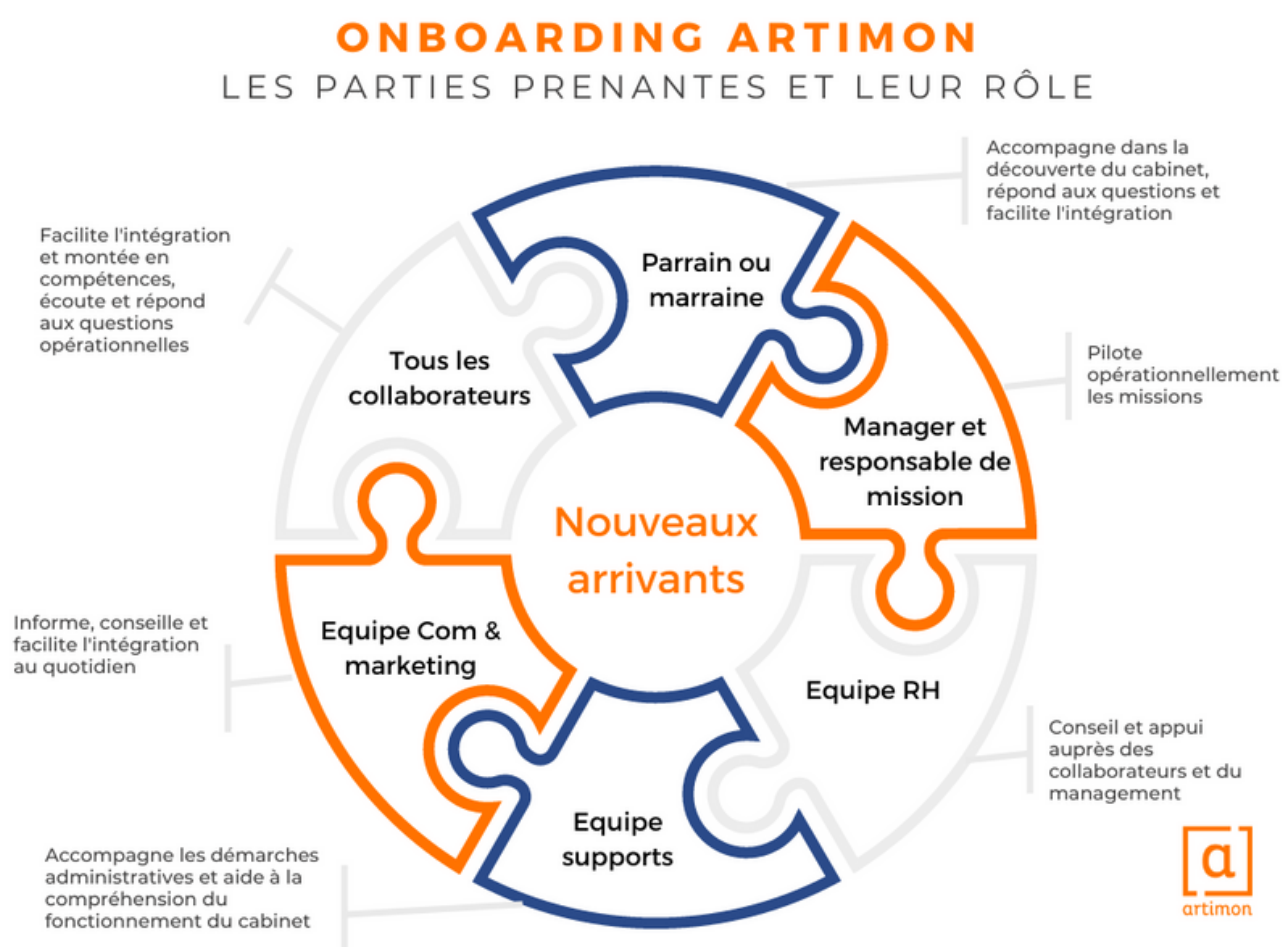 ONBOARDING ARTIMON
LES PARTIES PRENANTES ET LEUR RÔLE
Accompagne dans la
découverte du cabinet,
répond aux questions et
facilite l'intégration
Facilite l'intégration
et montée en
compétences,
écoute et répond
aux questions
opérationnelles
Parrain ou
marraine
Tous les
collaborateurs
Pilote
opérationnellement
les missions
Manager et
responsable de
mission
Nouveaux
arrivants
Informe, conseille et
facilite l'intégration
au quotidien
Equipe Com &
marketing
Equipe RH
Conseil et appui
auprès des
collaborateurs et du
management
Equipe
supports
Accompagne les démarches
administratives et aide à la
compréhension du
fonctionnement du cabinet
a
artimon